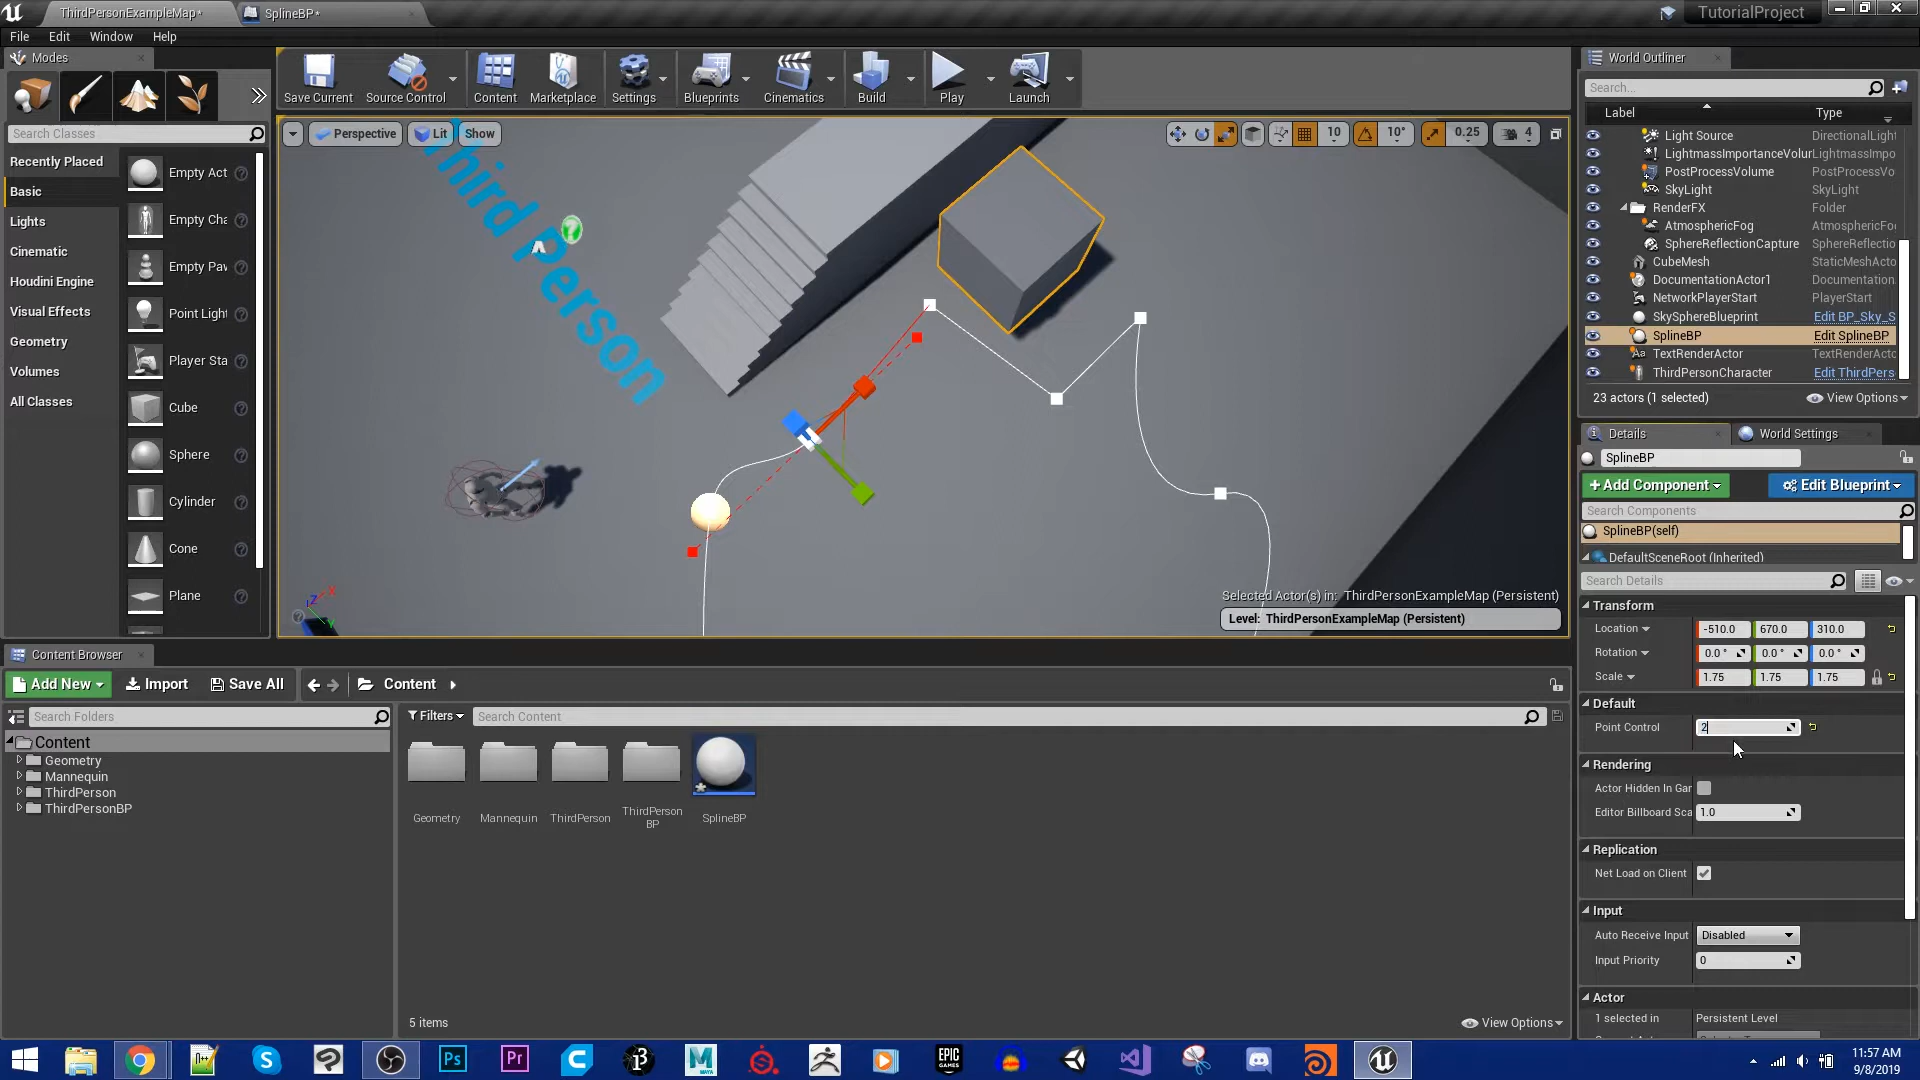 ThirdPersonExampleMap*
SplineBP*
TutorialProject
File Edit Window Help
Modes
Save Current
Source Control
Content
Marketplace
Settings
Blueprints
Cinematics
Build
Play
Launch
Search Classes
Recently Placed
Basic
Lights
Cinematic
Houdini Engine
Visual Effects
Geometry
Volumes
All Classes
Empty Act
Empty Cha
Empty Pav
Point Light
Player Sta
Cube
Sphere
Cylinder
Cone
Plane
Perspective
Lit
Show
10
10°
0.25
4
Third Person
X
Z
Y
Selected Actor(s) in: ThirdPersonExampleMap (Persistent)
Level: ThirdPersonExampleMap (Persistent)
World Outliner
Search...
Label Type
Light Source DirectionalLight
LightmassImportanceVolur LightmassImpo
PostProcessVolume PostProcessVo
SkyLight SkyLight
RenderFX Folder
AtmosphericFog AtmosphericFo
SphereReflectionCapture SphereReflectio
CubeMesh StaticMeshActo
DocumentationActor1 Documentation
NetworkPlayerStart PlayerStart
SkySphereBlueprint Edit BP_Sky_S
SplineBP Edit SplineBP
TextRenderActor TextRenderActo
ThirdPersonCharacter Edit ThirdPers
23 actors (1 selected)
View Options
Details
World Settings
SplineBP
+ Add Component
Edit Blueprint
Search Components
SplineBP(self)
DefaultSceneRoot (Inherited)
Search Details
Transform
Location -510.0 670.0 310.0
Rotation 0.0 ° 0.0 ° 0.0 °
Scale 1.75 1.75 1.75
Default
Point Control 2
Rendering
Actor Hidden In Gar
Editor Billboard Sca 1.0
Replication
Net Load on Client
Input
Auto Receive Input Disabled
Input Priority 0
Actor
1 selected in Persistent Level
Content Browser
Add New
Import
Save All
Content
Search Folders
Filters
Search Content
Content
Geometry
Mannequin
ThirdPerson
ThirdPersonBP
Geometry
Mannequin
ThirdPerson
ThirdPerson
BP
SplineBP
5 items
View Options
Ps
Pr
MAYA
EPIC
GAMES
11:57 AM
9/8/2019